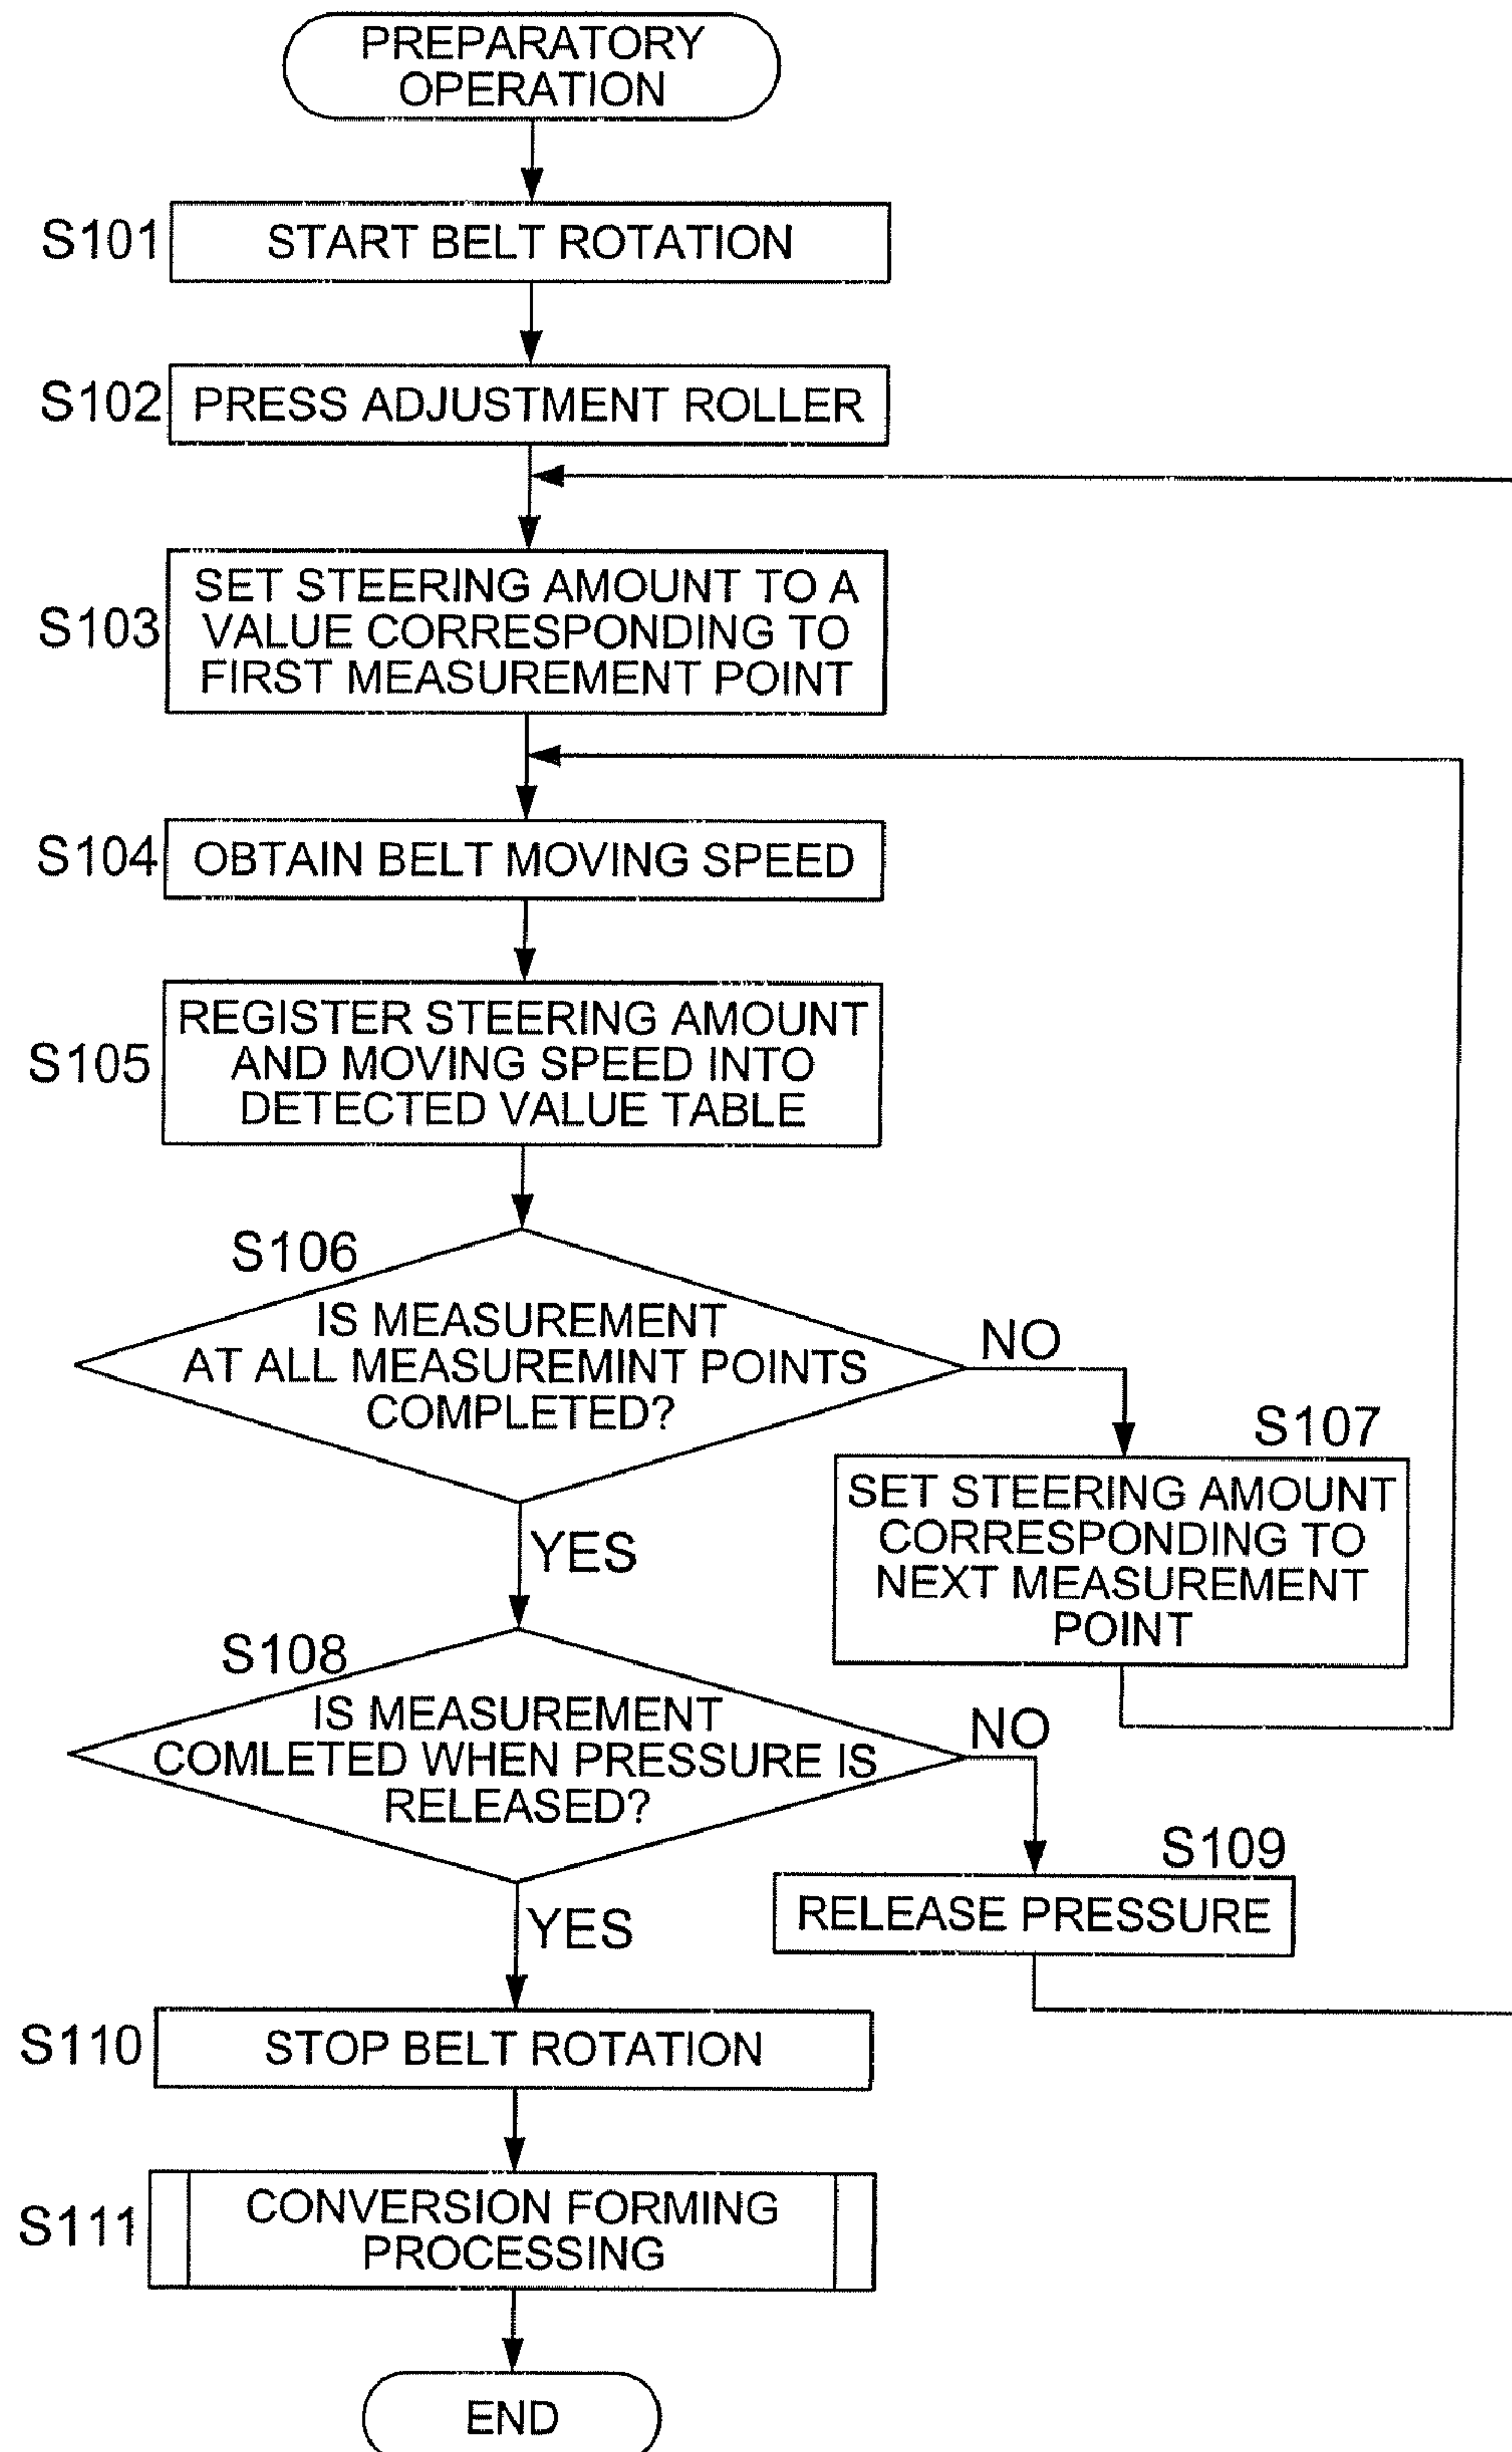 PREPARATORY
OPERATION
S101
START BELT ROTATION
S102
PRESS ADJUSTMENT ROLLER
S103
SET STEERING AMOUNT TO A
VALUE CORRESPONDING TO
FIRST MEASUREMENT POINT
S104
OBTAIN BELT MOVING SPEED
S105
REGISTER STEERING AMOUNT
AND MOVING SPEED INTO
DETECTED VALUE TABLE
S106
IS MEASUREMENT
AT ALL MEASUREMINT POINTS
COMPLETED?
NO
YES
S107
SET STEERING AMOUNT
CORRESPONDING TO
NEXT MEASUREMENT
POINT
S108
IS MEASUREMENT
COMLETED WHEN PRESSURE IS
RELEASED?
NO
YES
S109
RELEASE PRESSURE
S110
STOP BELT ROTATION
S111
CONVERSION FORMING
PROCESSING
END